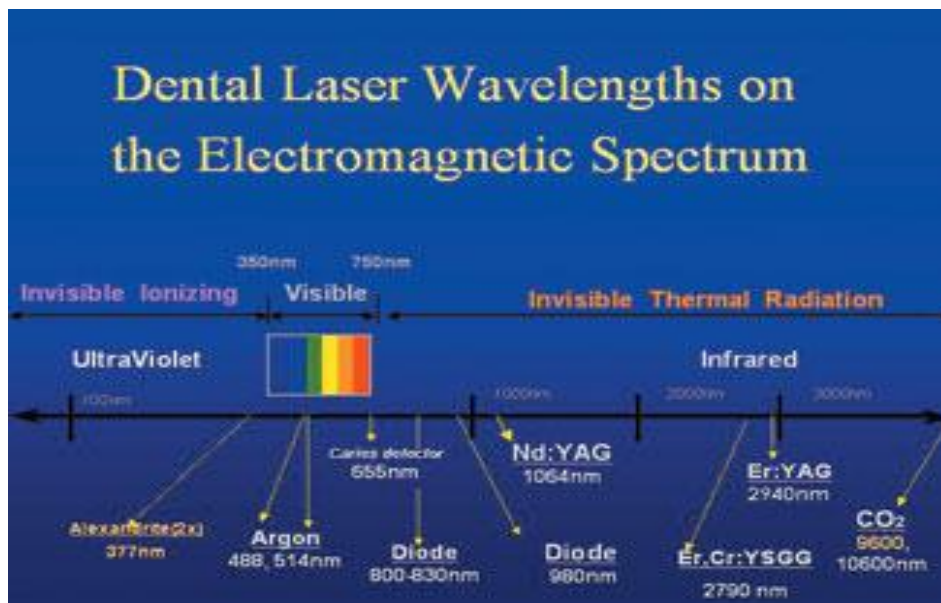 Dental Laser Wavelengths on
the Electromagnetic Spectrum
350nm 750nm
Invisible Ionizing Visible Invisible Thermal Radiation
UltraViolet Infrared
100nm 1000nm 2000nm 3000nm
Caries detector
655nm
Nd:YAG
1064nm
Er:YAG
2940nm
Alexandrite(2x)
377nm
Argon
488, 514nm
Diode
800-830nm
Diode
980nm
Er,Cr:YSGG
2790 nm
CO₂
9600,
10600nm